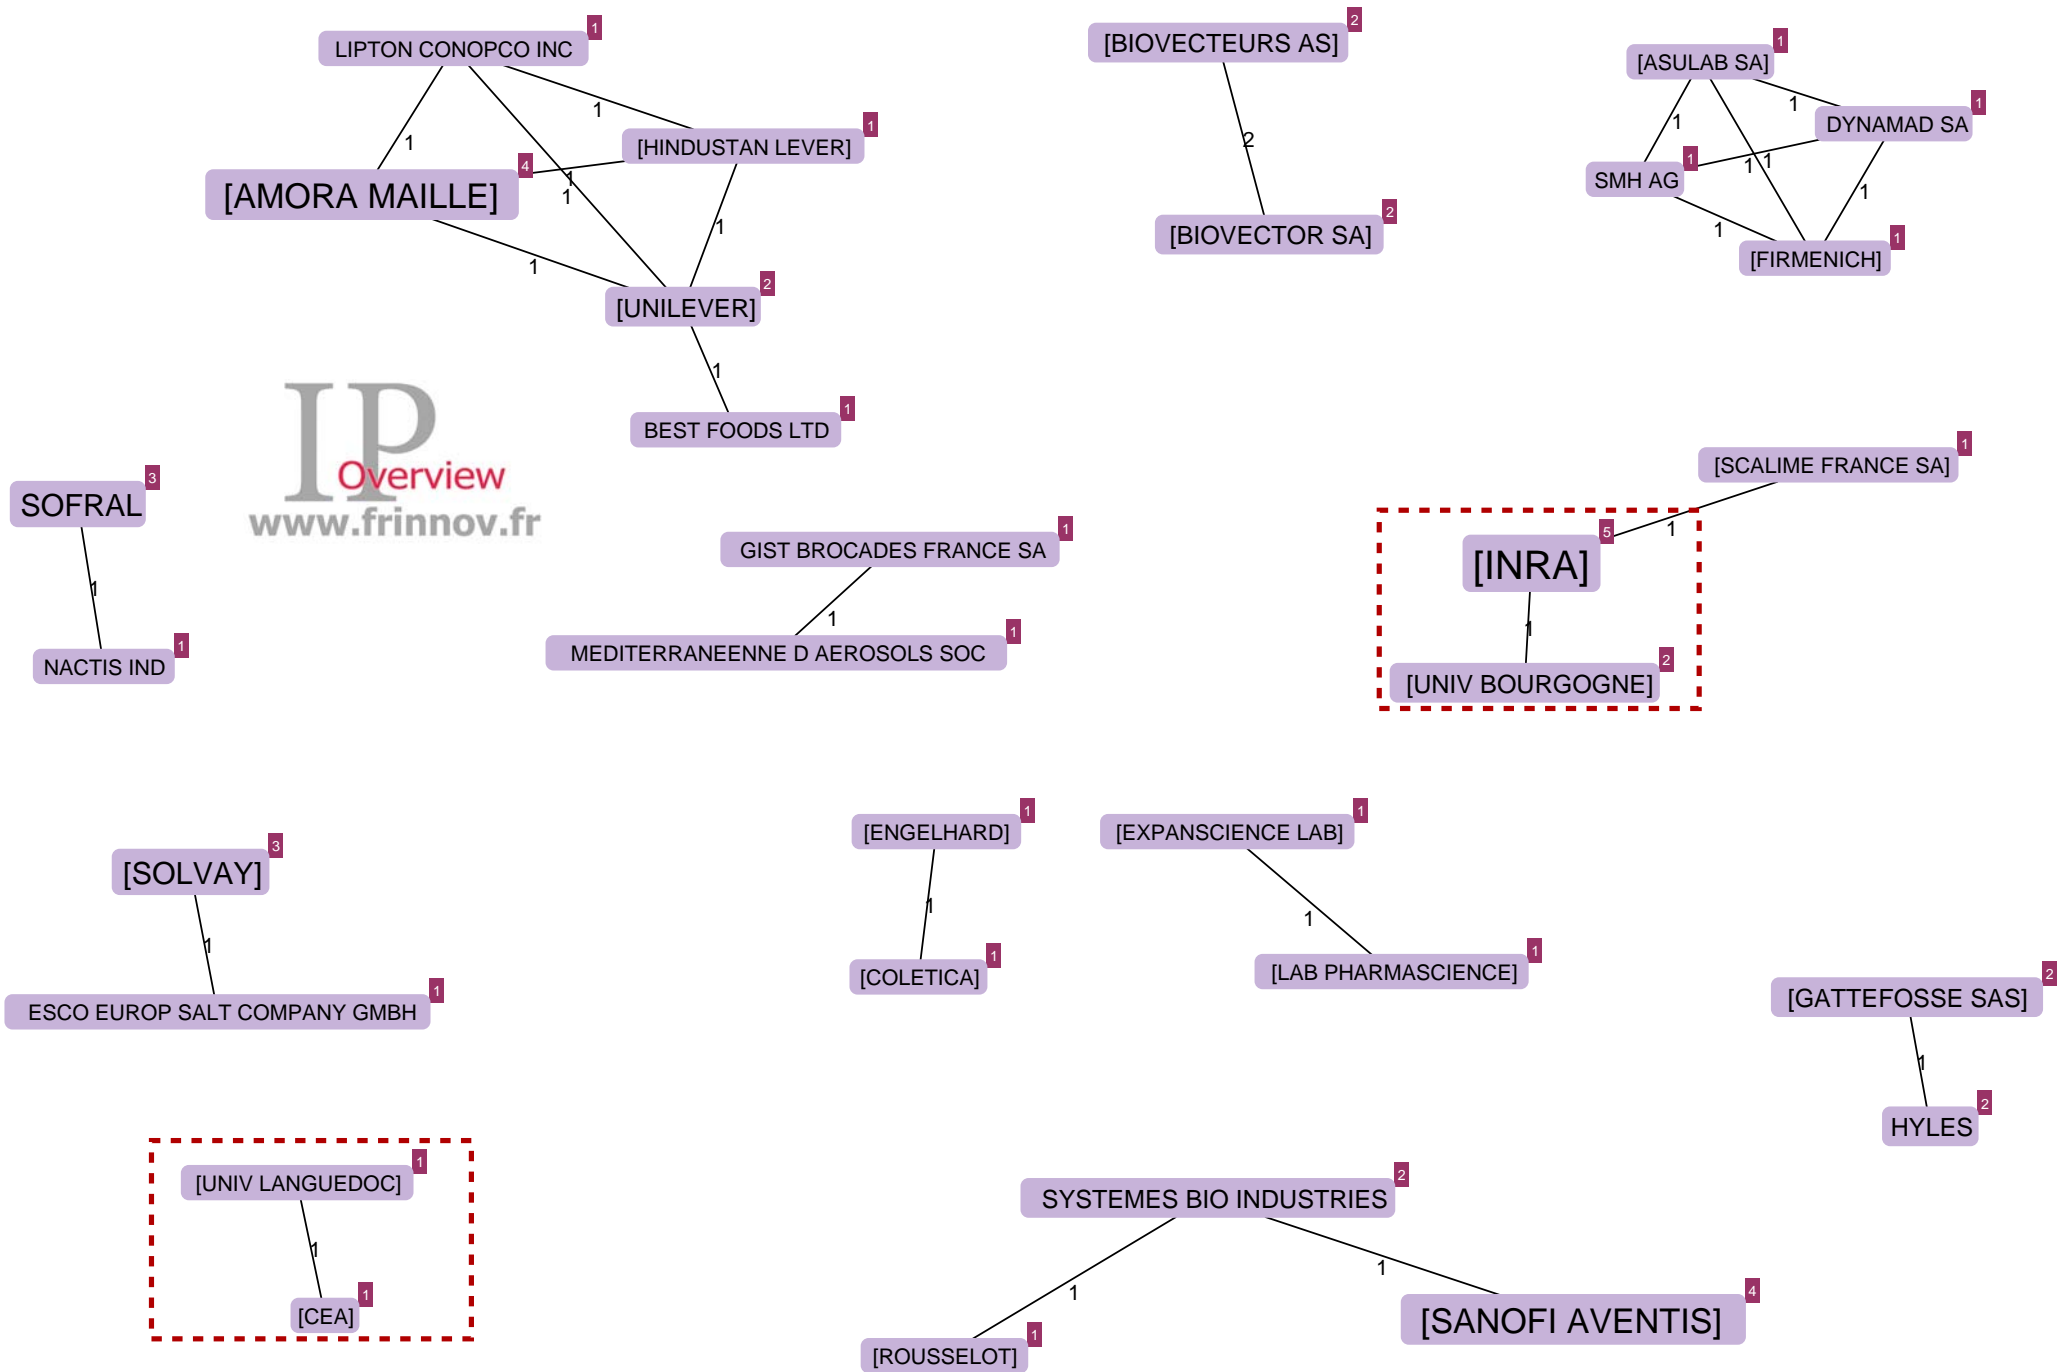 1
LIPTON CONOPCO INC
1
1
[HINDUSTAN LEVER]
1
4
[AMORA MAILLE]
1
1
1
1
2
[UNILEVER]
1
1
BEST FOODS LTD
2
[BIOVECTEURS AS]
2
2
[BIOVECTOR SA]
1
[ASULAB SA]
1
1
DYNAMAD SA
1
1
SMH AG
1
1
1
1
1
[FIRMENICH]
IP
Overview
www.frinnov.fr
3
SOFRAL
1
1
NACTIS IND
1
GIST BROCADES FRANCE SA
1
1
MEDITERRANEENNE D AEROSOLS SOC
1
[SCALIME FRANCE SA]
1
5
[INRA]
1
2
[UNIV BOURGOGNE]
3
[SOLVAY]
1
1
ESCO EUROP SALT COMPANY GMBH
1
[ENGELHARD]
1
1
[COLETICA]
1
[EXPANSCIENCE LAB]
1
1
[LAB PHARMASCIENCE]
2
[GATTEFOSSE SAS]
1
2
HYLES
1
[UNIV LANGUEDOC]
1
1
[CEA]
2
SYSTEMES BIO INDUSTRIES
1
1
4
[SANOFI AVENTIS]
1
[ROUSSELOT]